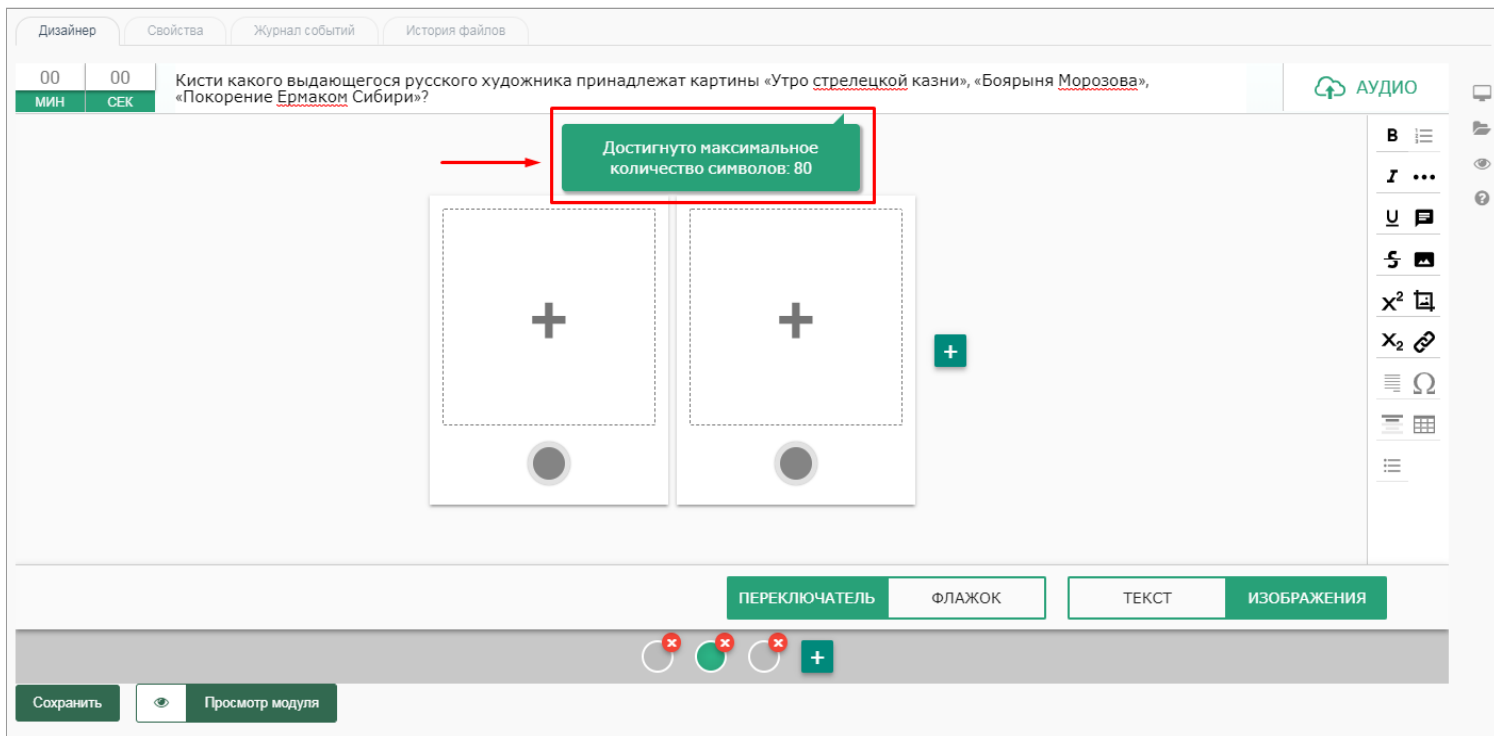 Дизайнер
Свойства
Журнал событий
История файлов
00 00
МИН СЕК
Кисти какого выдающегося русского художника принадлежат картины «Утро стрелецкой казни», «Боярыня Морозова»,
«Покорение Ермаком Сибири»?
АУДИО
Достигнуто максимальное
количество символов: 80
ПЕРЕКЛЮЧАТЕЛЬ
ФЛАЖОК
ТЕКСТ
ИЗОБРАЖЕНИЯ
Сохранить
Просмотр модуля